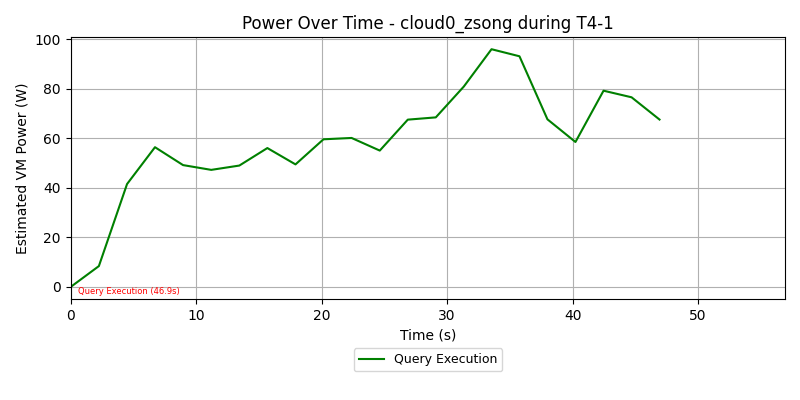 Power Over Time - cloud0_zsong during T4-1
Estimated VM Power (W)
100
80
60
40
20
0
Query Execution (46.9s)
0 10 20 30 40 50
Time (s)
Query Execution